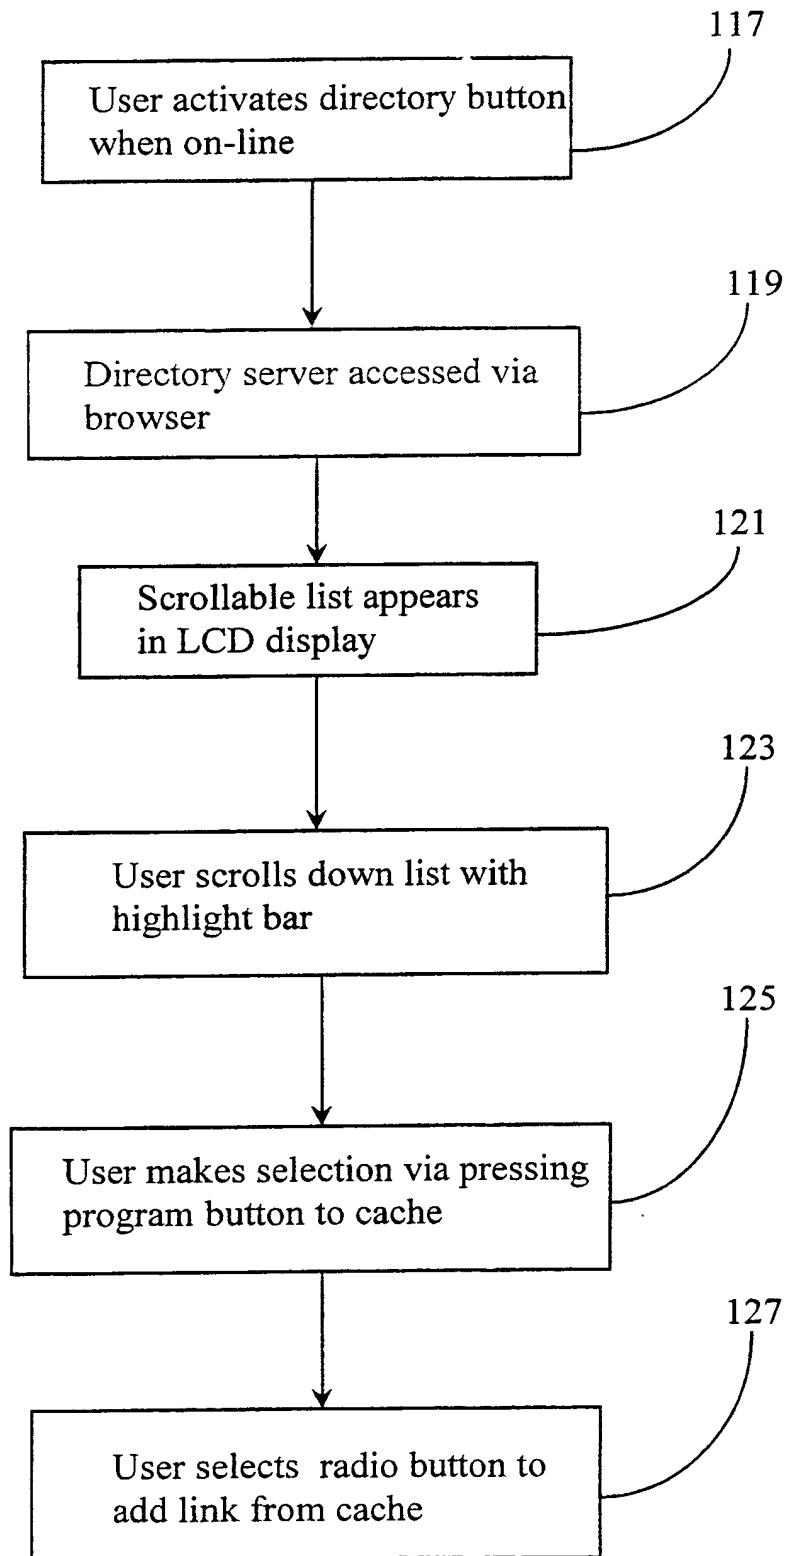 117
User activates directory button
when on-line
119
Directory server accessed via
browser
121
Scrollable list appears
in LCD display
123
User scrolls down list with
highlight bar
125
User makes selection via pressing
program button to cache
127
User selects radio button to
add link from cache